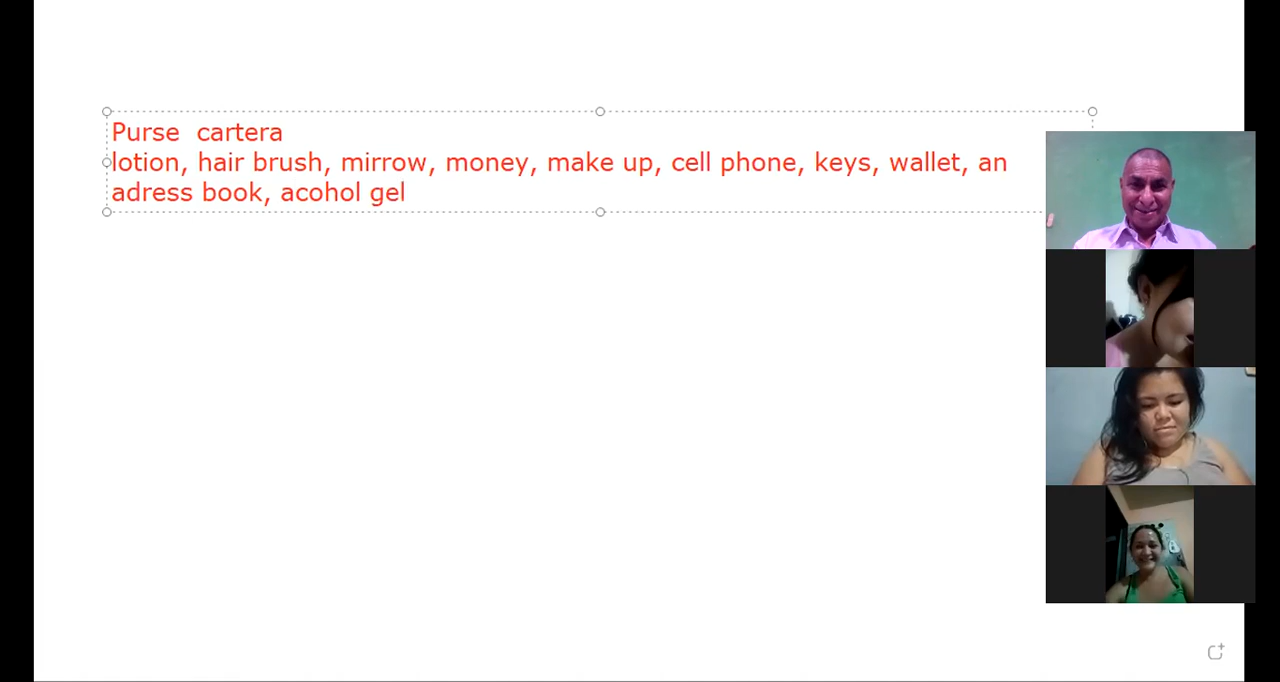 Purse  cartera
lotion, hair brush, mirrow, money, make up, cell phone, keys, wallet, an
adress book, acohol gel